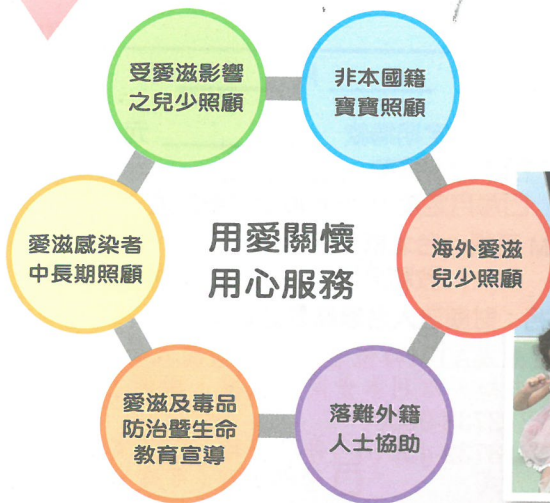 受愛滋影響
之兒少照顧
非本國籍
寶寶照顧
愛滋感染者
中長期照顧
用愛關懷
用心服務
海外愛滋
兒少照顧
愛滋及毒品
防治暨生命
教育宣導
落難外籍
人士協助